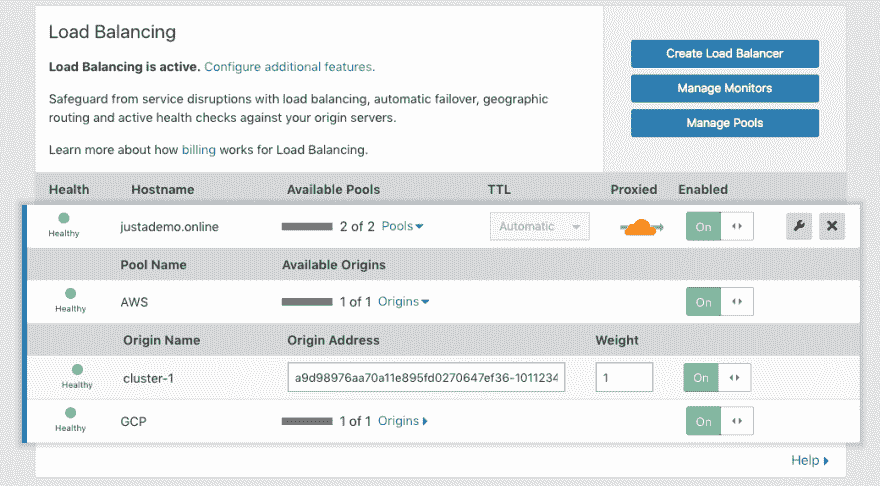 Load Balancing
Load Balancing is active. Configure additional features.
Safeguard from service disruptions with load balancing, automatic failover, geographic
routing and active health checks against your origin servers.
Learn more about how billing works for Load Balancing.
Create Load Balancer
Manage Monitors
Manage Pools
Health Hostname Available Pools TTL Proxied Enabled
Healthy justademo.online 2 of 2 Pools Automatic On
Pool Name Available Origins
Healthy AWS 1 of 1 Origins On
Origin Name Origin Address Weight
Healthy cluster-1 a9d98976aa70a11e895fd0270647ef36-1011234 1 On
Healthy GCP 1 of 1 Origins On
Help